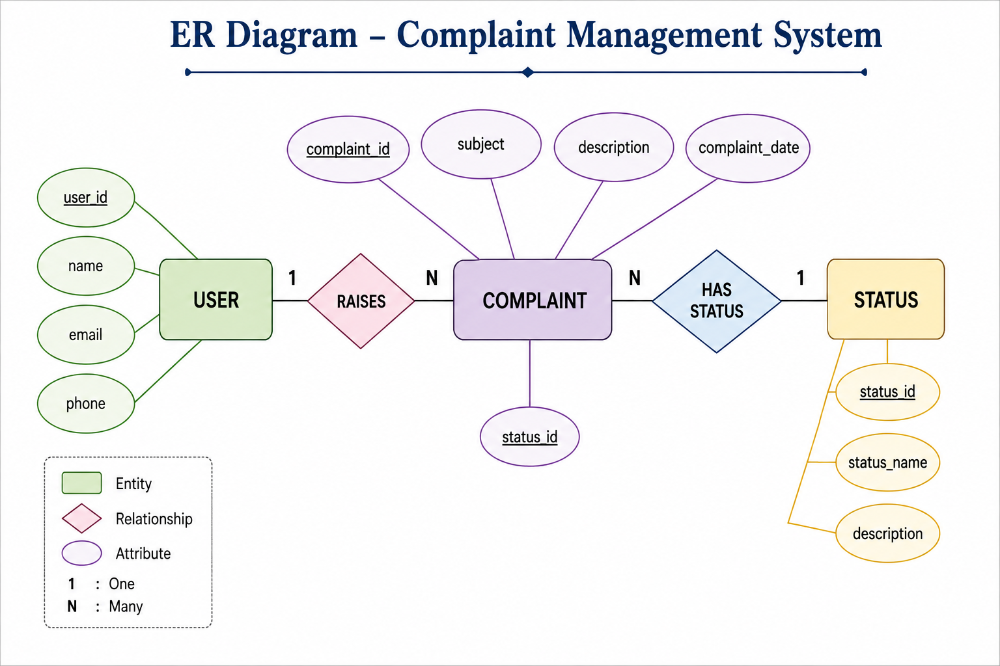 ER Diagram – Complaint Management System
complaint_id
subject
description
complaint_date
user_id
name
email
phone
USER
1
RAISES
N
COMPLAINT
N
HAS
STATUS
1
STATUS
status_id
status_id
status_name
description
Entity
Relationship
Attribute
1 : One
N : Many